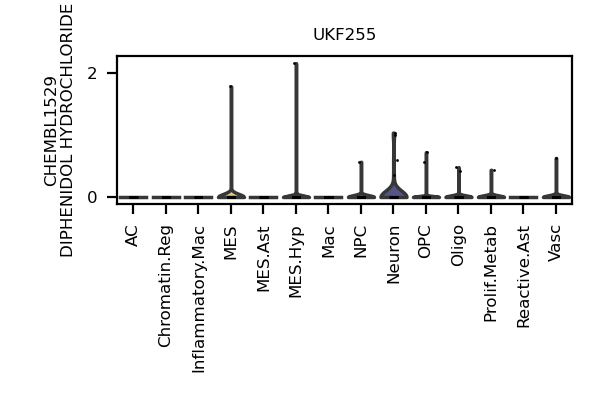 UKF255
CHEMBL1529
DIPHENIDOL HYDROCHLORIDE
2
0
AC
Chromatin.Reg
Inflammatory.Mac
MES
MES.Ast
MES.Hyp
Mac
NPC
Neuron
OPC
Oligo
Prolif.Metab
Reactive.Ast
Vasc